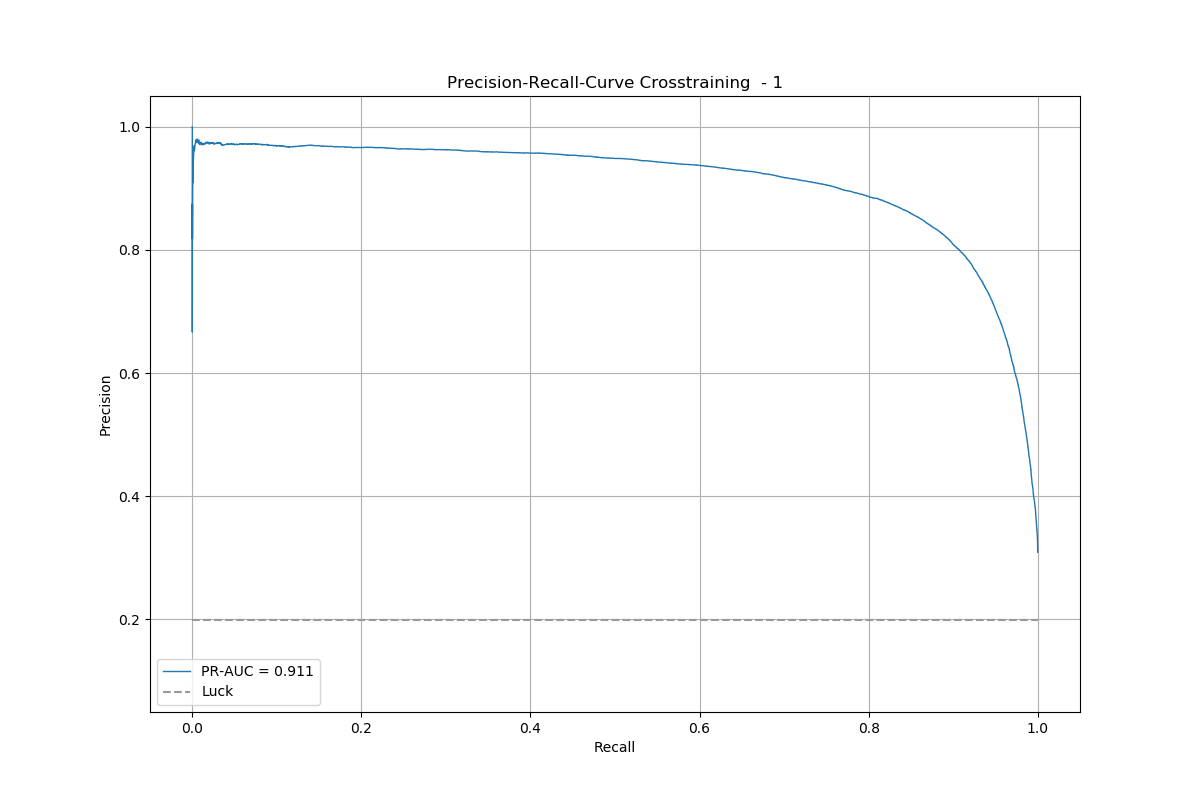 Precision-Recall-Curve Crosstraining  - 1
1.0
0.8
0.6
0.4
0.2
Precision
PR-AUC = 0.911
Luck
0.0 0.2 0.4 0.6 0.8 1.0
Recall